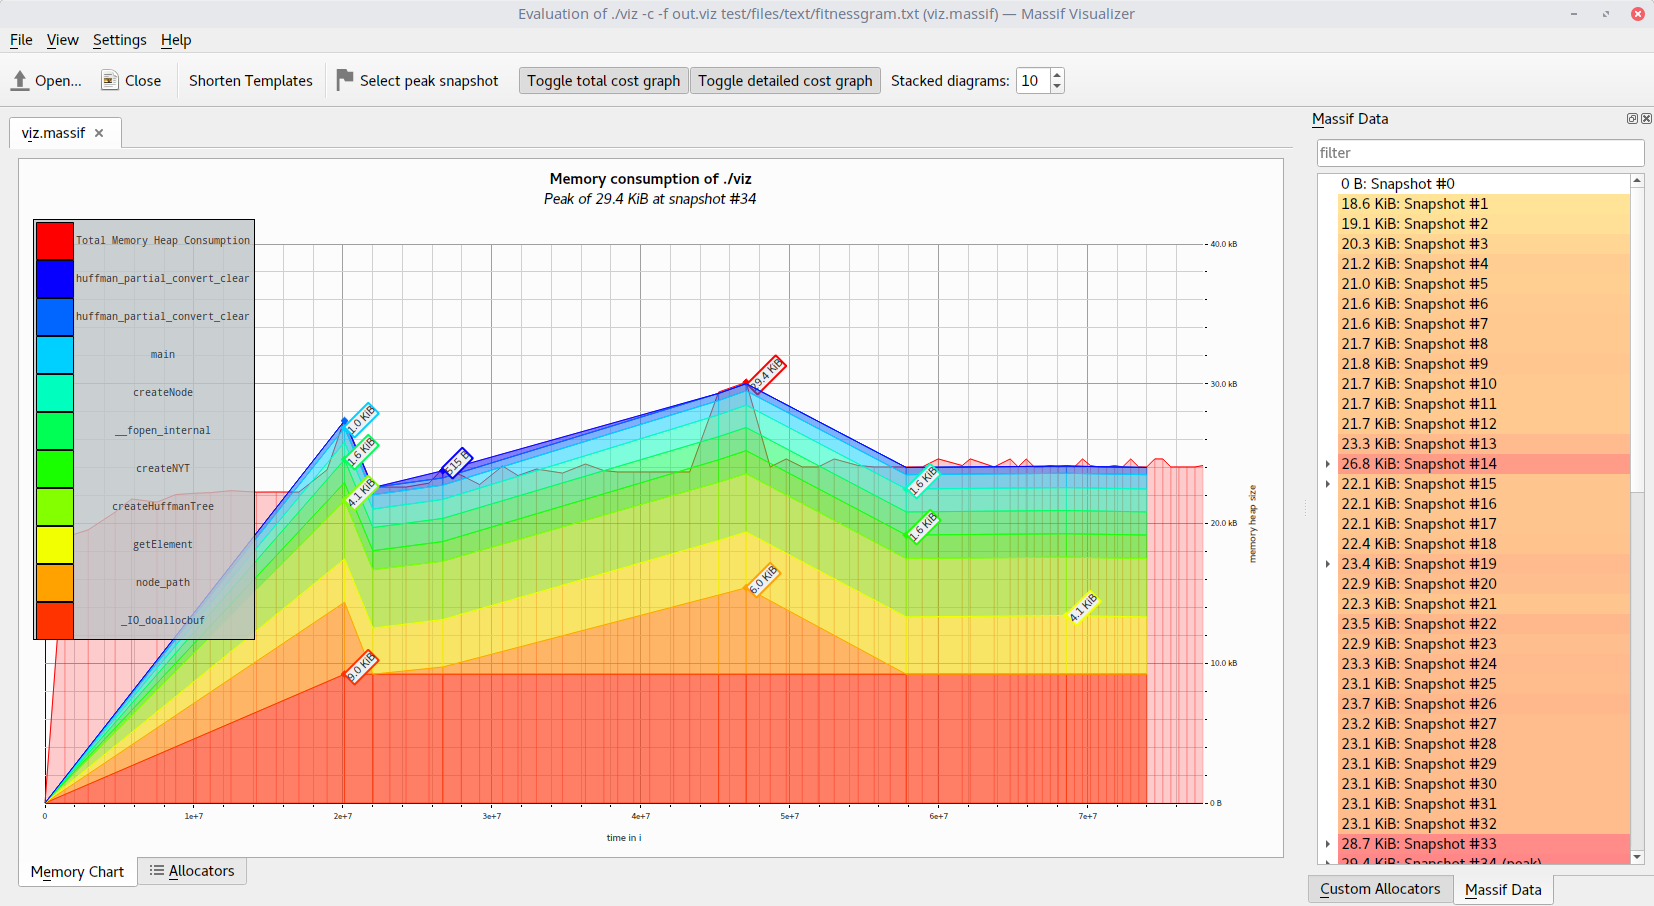 Evaluation of ./viz -c -f out.viz test/files/text/fitnessgram.txt (viz.massif) — Massif Visualizer
File View Settings Help
Open... Close Shorten Templates Select peak snapshot Toggle total cost graph Toggle detailed cost graph Stacked diagrams: 10
viz.massif
Memory consumption of ./viz
Peak of 29.4 KiB at snapshot #34
Total Memory Heap Consumption
huffman_partial_convert_clear
huffman_partial_convert_clear
main
createNode
__fopen_internal
createNYT
createHuffmanTree
getElement
node_path
_IO_doallocbuf
1.0 KiB
1.6 KiB
4.1 KiB
9.0 KiB
515 B
29.4 KiB
6.0 KiB
1.6 KiB
1.6 KiB
4.1 KiB
40.0 kB
30.0 kB
20.0 kB
10.0 kB
0 B
memory heap size
0 1e+7 2e+7 3e+7 4e+7 5e+7 6e+7 7e+7
time in i
Memory Chart Allocators
Massif Data
filter
0 B: Snapshot #0
18.6 KiB: Snapshot #1
19.1 KiB: Snapshot #2
20.3 KiB: Snapshot #3
21.2 KiB: Snapshot #4
21.0 KiB: Snapshot #5
21.6 KiB: Snapshot #6
21.6 KiB: Snapshot #7
21.7 KiB: Snapshot #8
21.8 KiB: Snapshot #9
21.7 KiB: Snapshot #10
21.7 KiB: Snapshot #11
21.7 KiB: Snapshot #12
23.3 KiB: Snapshot #13
26.8 KiB: Snapshot #14
22.1 KiB: Snapshot #15
22.1 KiB: Snapshot #16
22.1 KiB: Snapshot #17
22.4 KiB: Snapshot #18
23.4 KiB: Snapshot #19
22.9 KiB: Snapshot #20
22.3 KiB: Snapshot #21
23.5 KiB: Snapshot #22
22.9 KiB: Snapshot #23
23.3 KiB: Snapshot #24
23.1 KiB: Snapshot #25
23.7 KiB: Snapshot #26
23.2 KiB: Snapshot #27
23.1 KiB: Snapshot #28
23.1 KiB: Snapshot #29
23.1 KiB: Snapshot #30
23.1 KiB: Snapshot #31
23.1 KiB: Snapshot #32
28.7 KiB: Snapshot #33
29.4 KiB: Snapshot #34 (peak)
Custom Allocators Massif Data